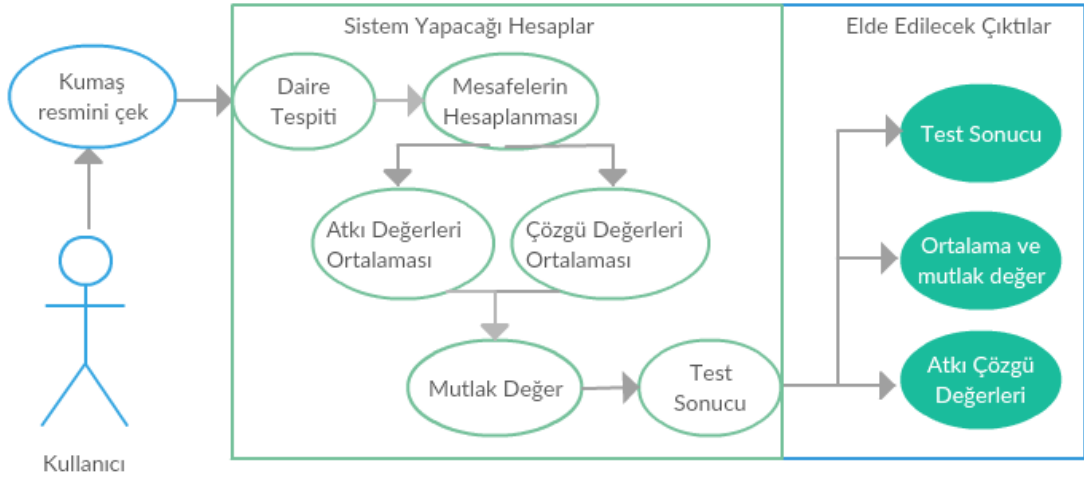 Sistem Yapacağı Hesaplar
Elde Edilecek Çıktılar
Kumaş
resmini çek
Daire
Tespiti
Mesafelerin
Hesaplanması
Atkı Değerleri
Ortalaması
Çözgü Değerleri
Ortalaması
Mutlak Değer
Test
Sonucu
Test Sonucu
Ortalama ve
mutlak değer
Atkı Çözgü
Değerleri
Kullanıcı